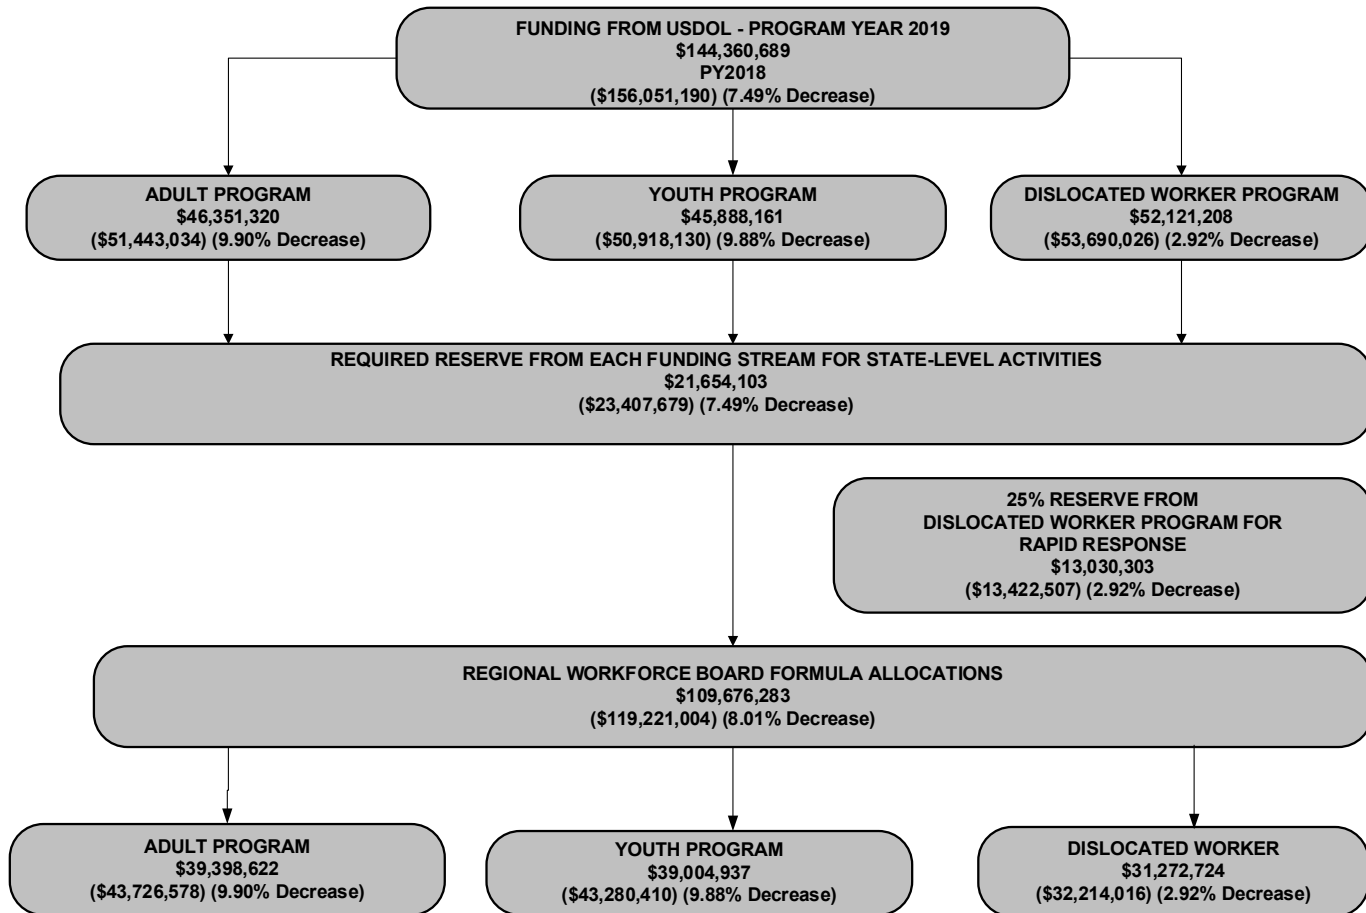 FUNDING FROM USDOL - PROGRAM YEAR 2019
$144,360,689
PY2018
($156,051,190) (7.49% Decrease)
ADULT PROGRAM
$46,351,320
($51,443,034) (9.90% Decrease)
YOUTH PROGRAM
$45,888,161
($50,918,130) (9.88% Decrease)
DISLOCATED WORKER PROGRAM
$52,121,208
($53,690,026) (2.92% Decrease)
REQUIRED RESERVE FROM EACH FUNDING STREAM FOR STATE-LEVEL ACTIVITIES
$21,654,103
($23,407,679) (7.49% Decrease)
25% RESERVE FROM
DISLOCATED WORKER PROGRAM FOR
RAPID RESPONSE
$13,030,303
($13,422,507) (2.92% Decrease)
REGIONAL WORKFORCE BOARD FORMULA ALLOCATIONS
$109,676,283
($119,221,004) (8.01% Decrease)
ADULT PROGRAM
$39,398,622
($43,726,578) (9.90% Decrease)
YOUTH PROGRAM
$39,004,937
($43,280,410) (9.88% Decrease)
DISLOCATED WORKER
$31,272,724
($32,214,016) (2.92% Decrease)